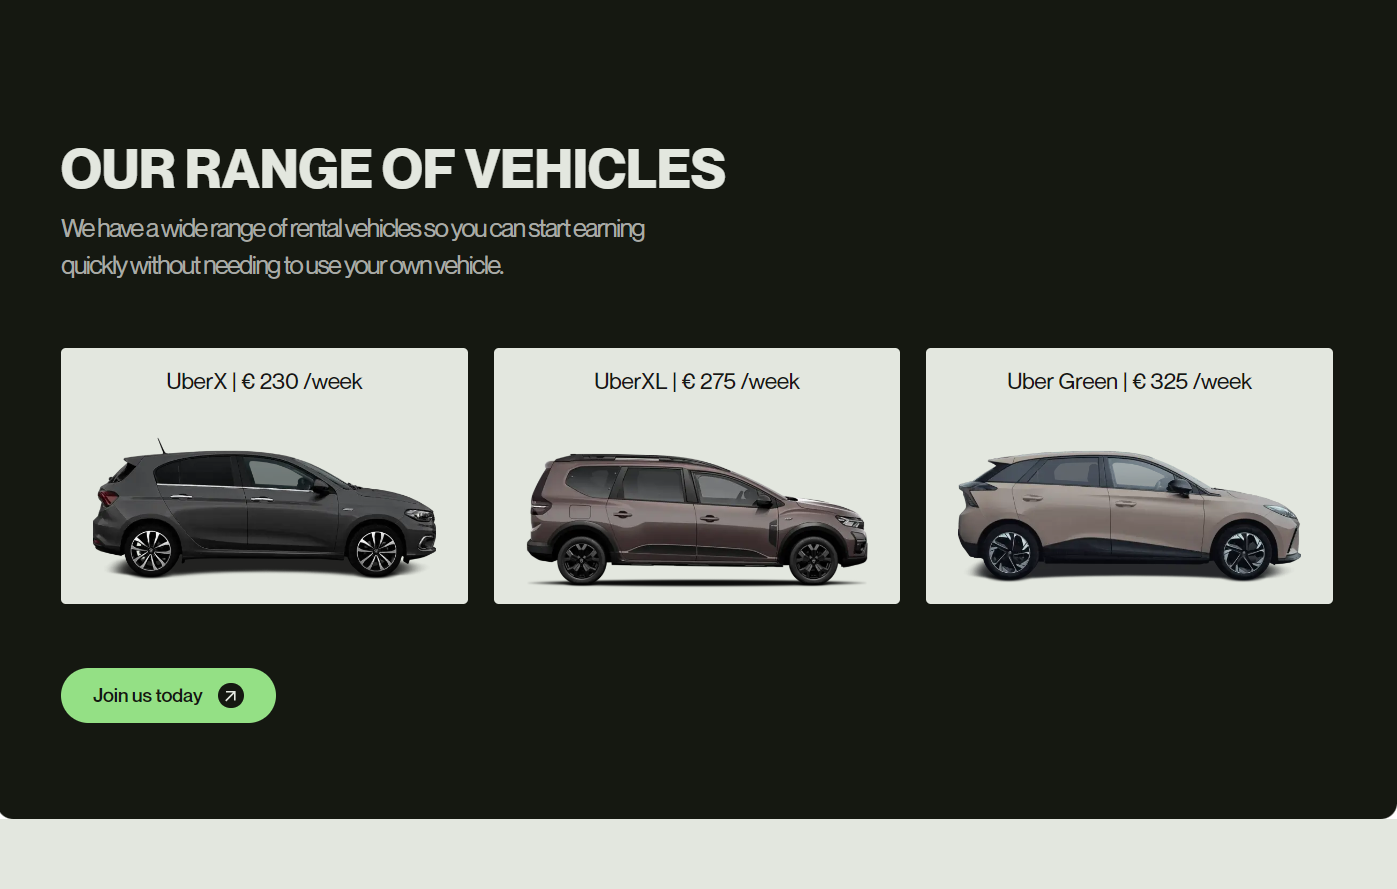 OUR RANGE OF VEHICLES
We have a wide range of rental vehicles so you can start earning
quickly without needing to use your own vehicle.
UberX | € 230 /week
UberXL | € 275 /week
Uber Green | € 325 /week
Join us today